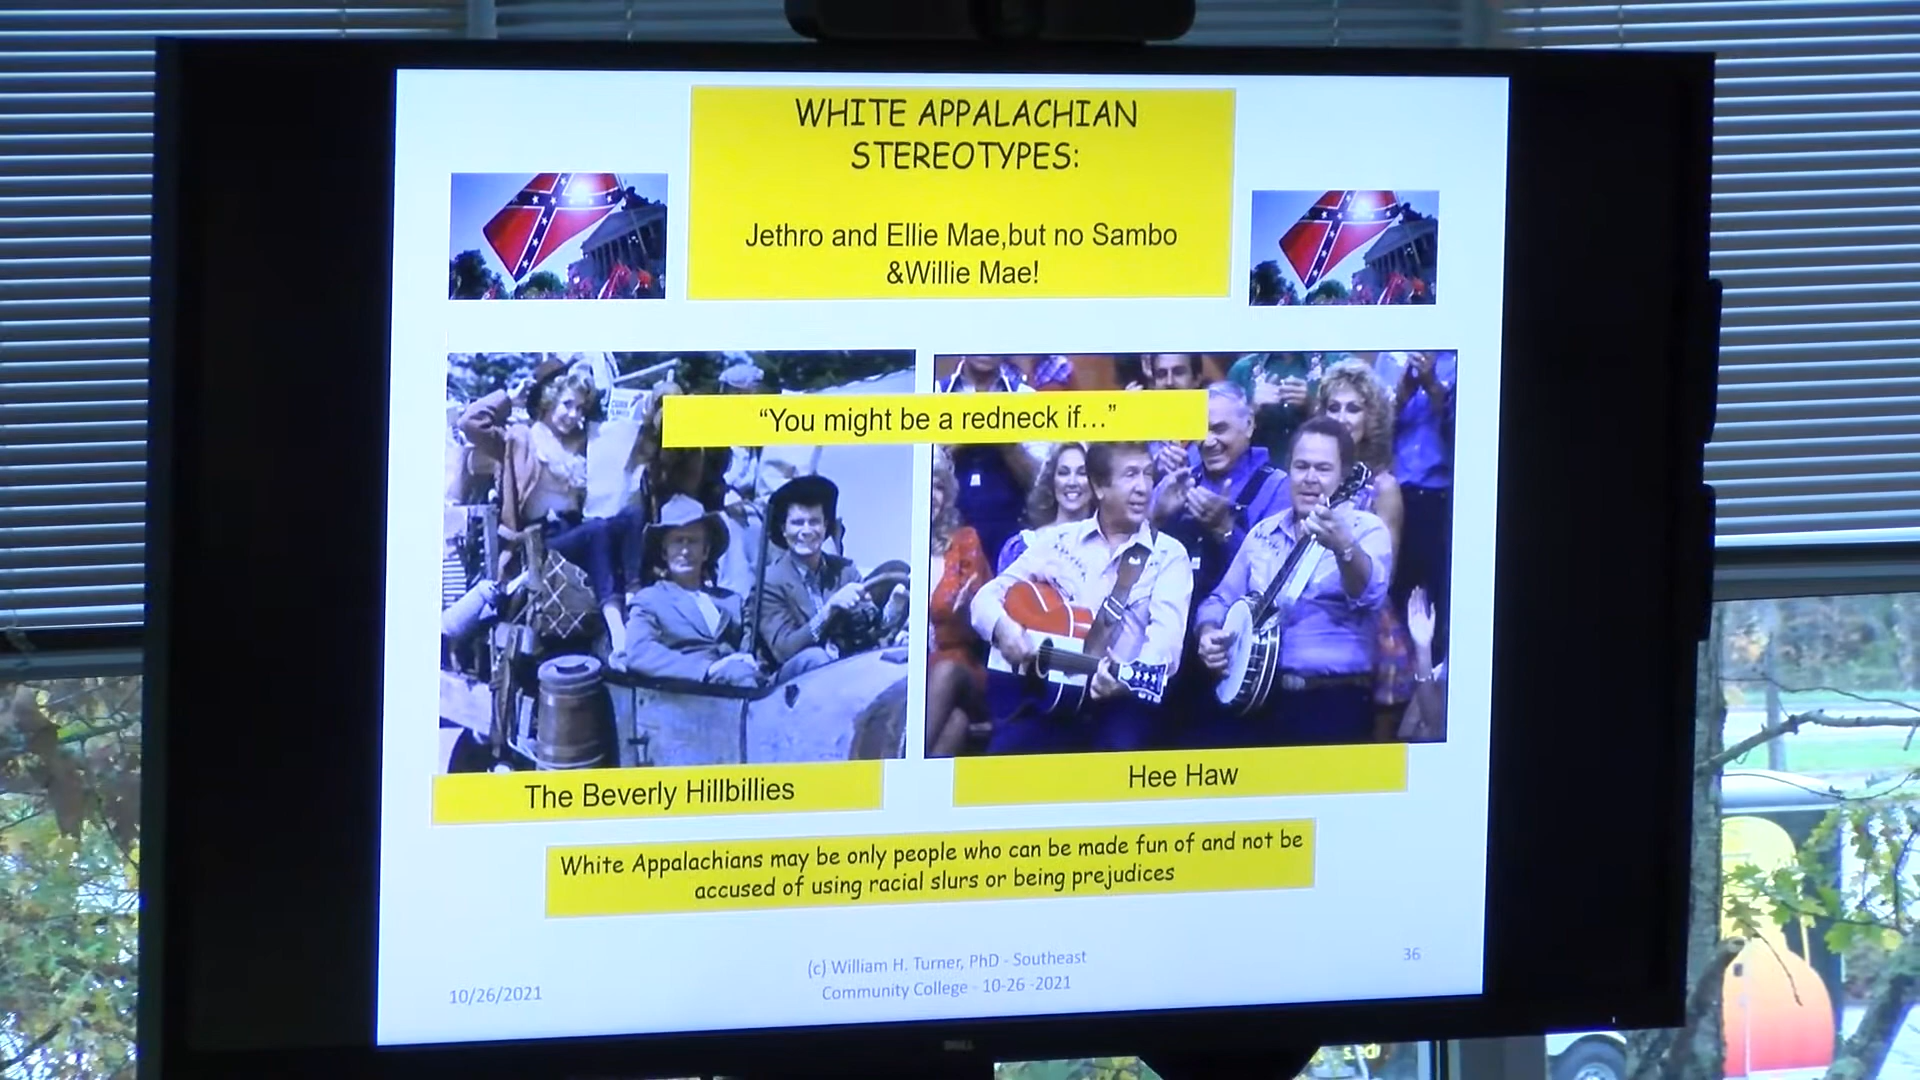 WHITE APPALACHIAN
STEREOTYPES:
Jethro and Ellie Mae,but no Sambo
&Willie Mae!
“You might be a redneck if…”
The Beverly Hillbillies
Hee Haw
White Appalachians may be only people who can be made fun of and not be
accused of using racial slurs or being prejudices
10/26/2021
(c) William H. Turner, PhD - Southeast
Community College - 10-26 -2021
36
DELL